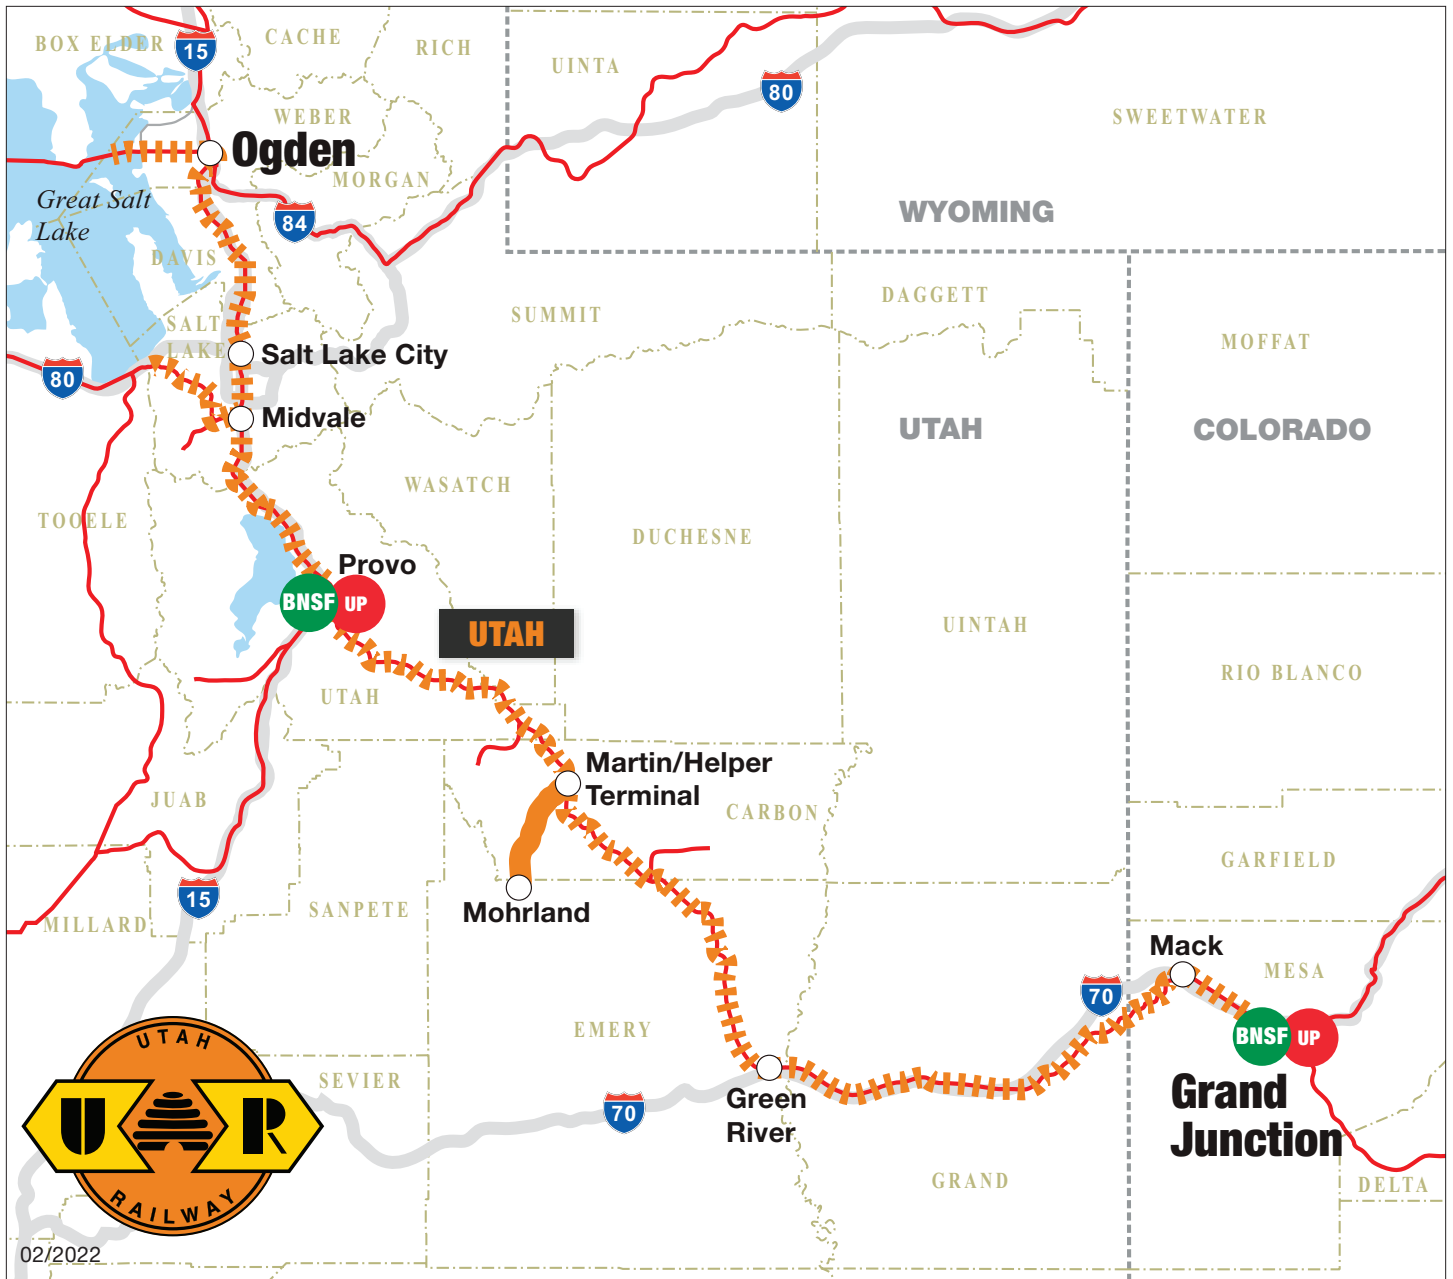 BOX ELDER
15
CACHE
RICH
UINTA
80
SWEETWATER
WEBER
Ogden
MORGAN
Great Salt
Lake
84
WYOMING
DAVIS
DAGGETT
SUMMIT
SALT
LAKE
MOFFAT
Salt Lake City
80
Midvale
UTAH
COLORADO
WASATCH
TOOELE
DUCHESNE
Provo
BNSF
UP
UTAH
UINTAH
RIO BLANCO
UTAH
Martin/Helper
Terminal
JUAB
CARBON
GARFIELD
15
SANPETE
Mohrland
MILLARD
Mack
MESA
70
EMERY
BNSF
UP
SEVIER
Green
River
70
Grand
Junction
GRAND
DELTA
UTAH
U
R
RAILWAY
02/2022